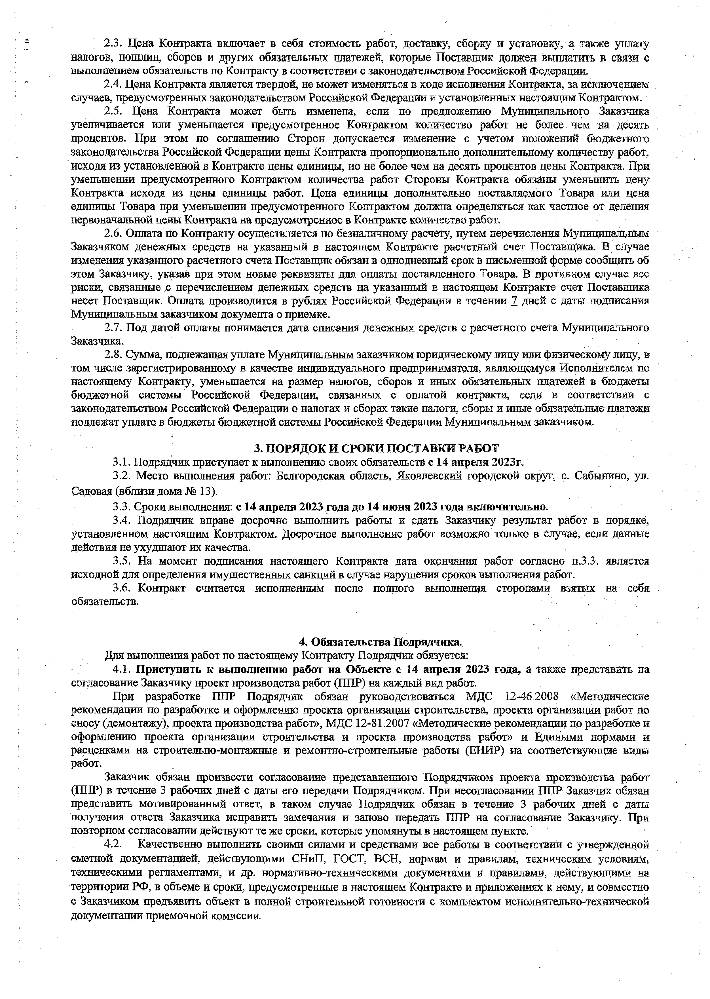 2.3. Цена Контракта включает в себя стоимость работ, доставку, сборку и установку, а также уплату
налогов, пошлин, сборов и других обязательных платежей, которые Поставщик должен выплатить в связи с
выполнением обязательств по Контракту в соответствии с законодательством Российской Федерации.
2.4. Цена Контракта является твердой, не может изменяться в ходе исполнения Контракта, за исключением
случаев, предусмотренных законодательством Российской Федерации и установленных настоящим Контрактом.
2.5. Цена Контракта может быть изменена, если по предложению Муниципального Заказчика
увеличивается или уменьшается предусмотренное Контрактом количество работ не более чем на десять
процентов. При этом по соглашению Сторон допускается изменение с учетом положений бюджетного
законодательства Российской Федерации цены Контракта пропорционально дополнительному количеству работ,
исходя из установленной в Контракте цены единицы, но не более чем на десять процентов цены Контракта. При
уменьшении предусмотренного Контрактом количества работ Стороны Контракта обязаны уменьшить цену
Контракта исходя из цены единицы работ. Цена единицы дополнительно поставляемого Товара или цена
единицы Товара при уменьшении предусмотренного Контрактом должна определяться как частное от деления
первоначальной цены Контракта на предусмотренное в Контракте количество работ.
2.6. Оплата по Контракту осуществляется по безналичному расчету, путем перечисления Муниципальным
Заказчиком денежных средств на указанный в настоящем Контракте расчетный счет Поставщика. В случае
изменения указанного расчетного счета Поставщик обязан в однодневный срок в письменной форме сообщить об
этом Заказчику, указав при этом новые реквизиты для оплаты поставленного Товара. В противном случае все
риски, связанные с перечислением денежных средств на указанный в настоящем Контракте счет Поставщика
несет Поставщик. Оплата производится в рублях Российской Федерации в течении 7 дней с даты подписания
Муниципальным заказчиком документа о приемке.
2.7. Под датой оплаты понимается дата списания денежных средств с расчетного счета Муниципального
Заказчика.
2.8. Сумма, подлежащая уплате Муниципальным заказчиком юридическому лицу или физическому лицу, в
том числе зарегистрированному в качестве индивидуального предпринимателя, являющемуся Исполнителем по
настоящему Контракту, уменьшается на размер налогов, сборов и иных обязательных платежей в бюджеты
бюджетной системы Российской Федерации, связанных с оплатой контракта, если в соответствии с
законодательством Российской Федерации о налогах и сборах такие налоги, сборы и иные обязательные платежи
подлежат уплате в бюджеты бюджетной системы Российской Федерации Муниципальным заказчиком.
3. ПОРЯДОК И СРОКИ ПОСТАВКИ РАБОТ
3.1. Подрядчик приступает к выполнению своих обязательств с 14 апреля 2023г.
3.2. Место выполнения работ: Белгородская область, Яковлевский городской округ, с. Сабынино, ул.
Садовая (вблизи дома № 13).
3.3. Сроки выполнения: с 14 апреля 2023 года до 14 июня 2023 года включительно.
3.4. Подрядчик вправе досрочно выполнить работы и сдать Заказчику результат работ в порядке,
установленном настоящим Контрактом. Досрочное выполнение работ возможно только в случае, если данные
действия не ухудшают их качества.
3.5. На момент подписания настоящего Контракта дата окончания работ согласно п.3.3. является
исходной для определения имущественных санкций в случае нарушения сроков выполнения работ.
3.6. Контракт считается исполненным после полного выполнения сторонами взятых на себя
обязательств.
4. Обязательства Подрядчика.
Для выполнения работ по настоящему Контракту Подрядчик обязуется:
4.1. Приступить к выполнению работ на Объекте с 14 апреля 2023 года, а также представить на
согласование Заказчику проект производства работ (ППР) на каждый вид работ.
При разработке ППР Подрядчик обязан руководствоваться МДС 12-46.2008 «Методические
рекомендации по разработке и оформлению проекта организации строительства, проекта организации работ по
сносу (демонтажу), проекта производства работ», МДС 12-81.2007 «Методические рекомендации по разработке и
оформлению проекта организации строительства и проекта производства работ» и Едиными нормами и
расценками на строительно-монтажные и ремонтно-строительные работы (ЕНИР) на соответствующие виды
работ.
Заказчик обязан произвести согласование представленного Подрядчиком проекта производства работ
(ППР) в течение 3 рабочих дней с даты его передачи Подрядчиком. При несогласовании ППР Заказчик обязан
представить мотивированный ответ, в таком случае Подрядчик обязан в течение 3 рабочих дней с даты
получения ответа Заказчика исправить замечания и заново передать ППР на согласование Заказчику. При
повторном согласовании действуют те же сроки, которые упомянуты в настоящем пункте.
4.2. Качественно выполнить своими силами и средствами все работы в соответствии с утвержденной
сметной документацией, действующими СНиП, ГОСТ, ВСН, нормам и правилам, техническим условиям,
техническими регламентами, и др. нормативно-техническими документами и правилами, действующими на
территории РФ, в объеме и сроки, предусмотренные в настоящем Контракте и приложениях к нему, и совместно
с Заказчиком предъявить объект в полной строительной готовности с комплектом исполнительно-технической
документации приемочной комиссии.